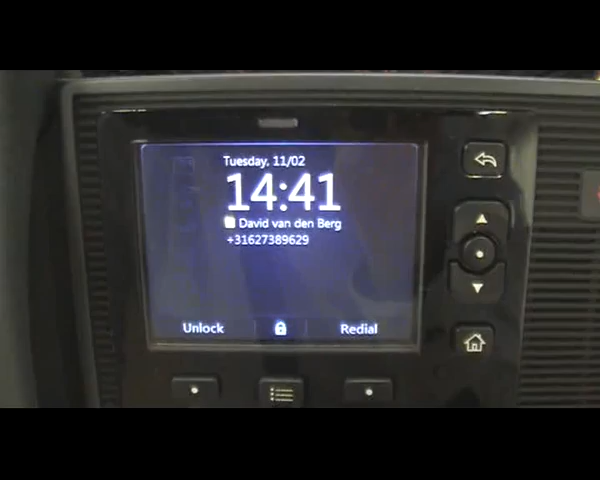 Tuesday, 11/02
14:41
David van den Berg
+31627389629
Unlock Redial